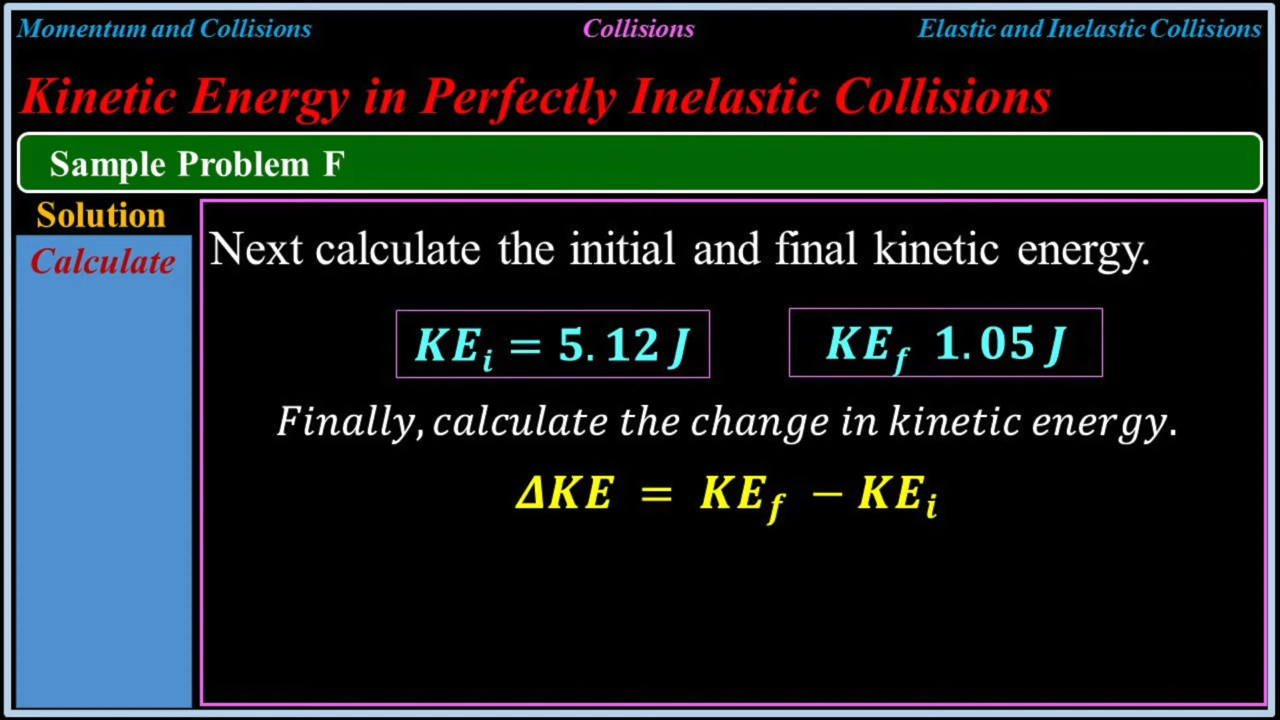 Momentum and Collisions
Collisions
Elastic and Inelastic Collisions
Kinetic Energy in Perfectly Inelastic Collisions
Sample Problem F
Solution
Calculate
Next calculate the initial and final kinetic energy.
KEᵢ = 5.12 J
KE_f 1.05 J
Finally, calculate the change in kinetic energy.
ΔKE = KE_f − KEᵢ